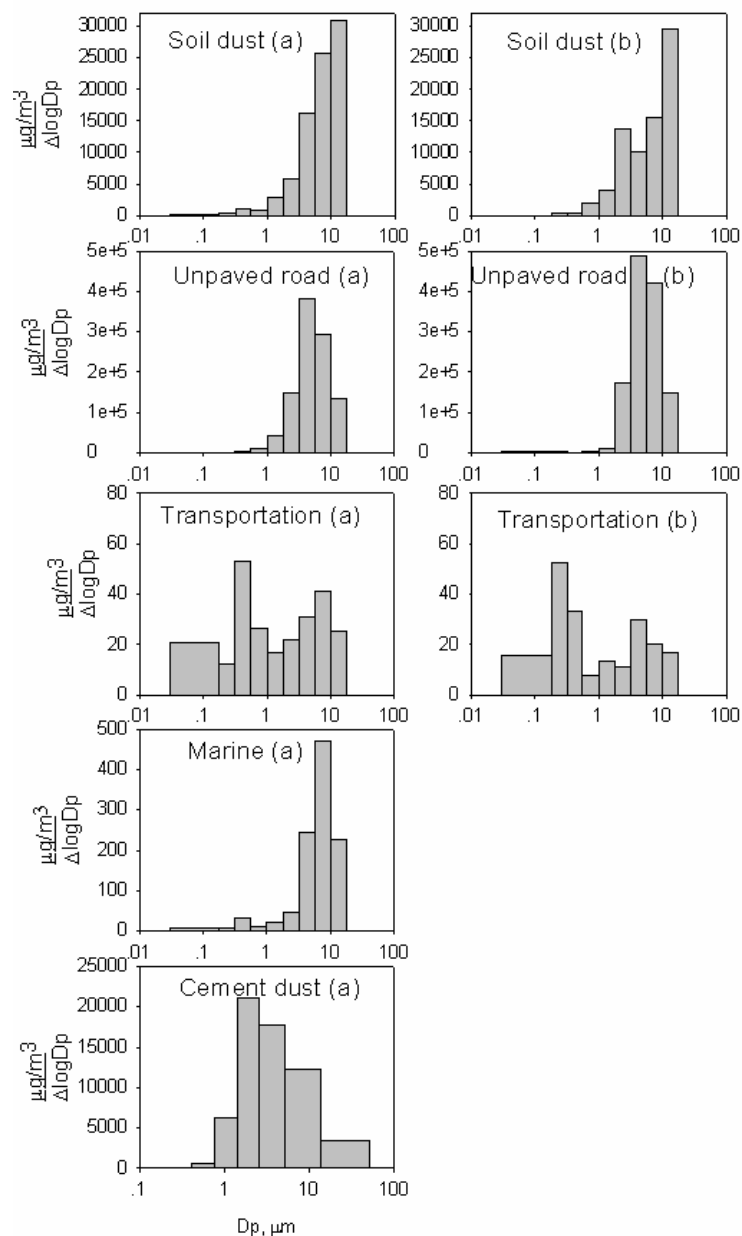 Soil dust (a)
30000
25000
20000
15000
10000
5000
0
µg/m3
ΔlogDp
.01 .1 1 10 100
Soil dust (b)
30000
25000
20000
15000
10000
5000
0
.01 .1 1 10 100
Unpaved road (a)
5e+5
4e+5
3e+5
2e+5
1e+5
0
µg/m3
ΔlogDp
.01 .1 1 10 100
Unpaved road (b)
5e+5
4e+5
3e+5
2e+5
1e+5
0
.01 .1 1 10 100
Transportation (a)
80
60
40
20
0
µg/m3
ΔlogDp
.01 .1 1 10 100
Transportation (b)
80
60
40
20
0
.01 .1 1 10 100
Marine (a)
500
400
300
200
100
0
µg/m3
ΔlogDp
.01 .1 1 10 100
Cement dust (a)
25000
20000
15000
10000
5000
0
µg/m3
ΔlogDp
.1 1 10 100
Dp, µm